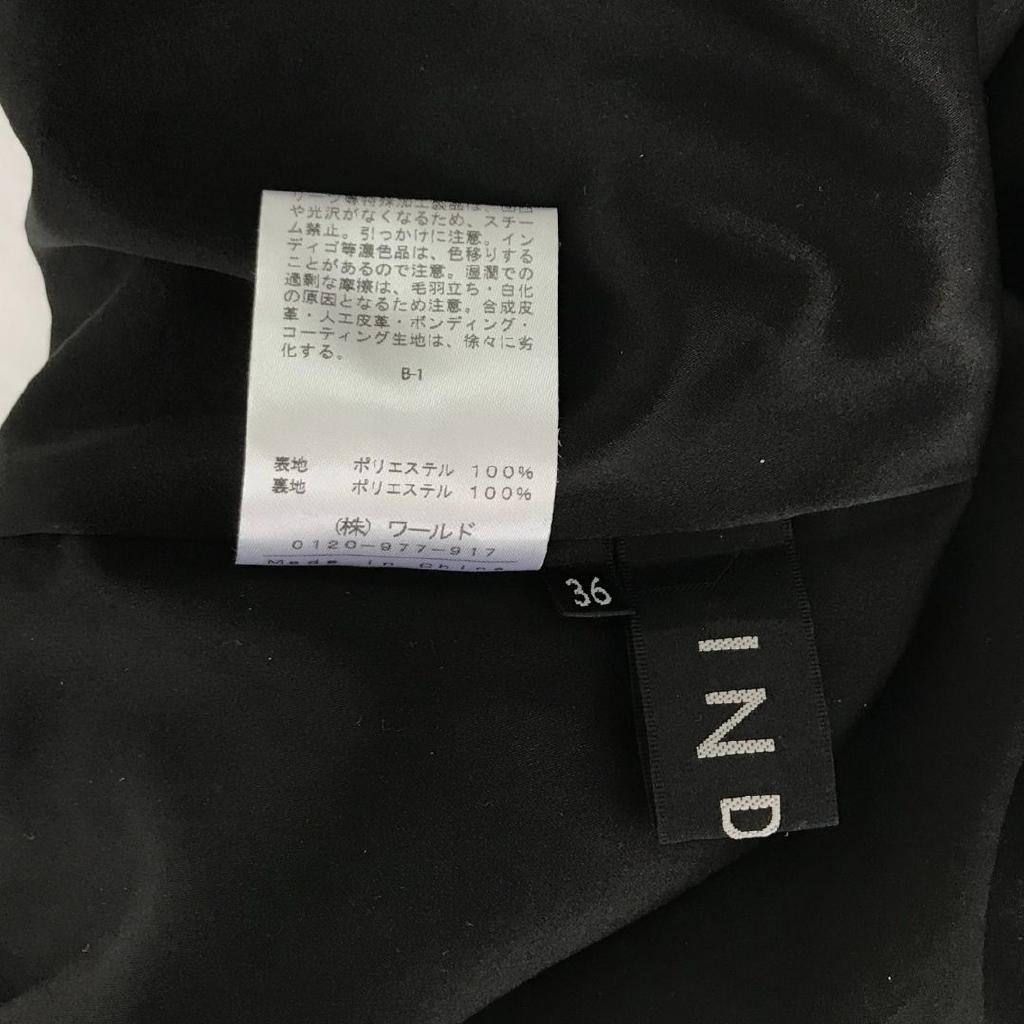 や光沢がなくなるため、スチー
ム禁止。引っかけに注意。イン
ディゴ等濃色品は、色移りする
ことがあるので注意。湿潤での
過剰な摩擦は、毛羽立ち・白化
の原因となるため注意。合成皮
革・人工皮革・ボンディング・
コーティング生地は、徐々に劣
化する。
B-1
表地 ポリエステル 100%
裏地 ポリエステル 100%
(株) ワールド
0120-977-917
Made in China
36
IND